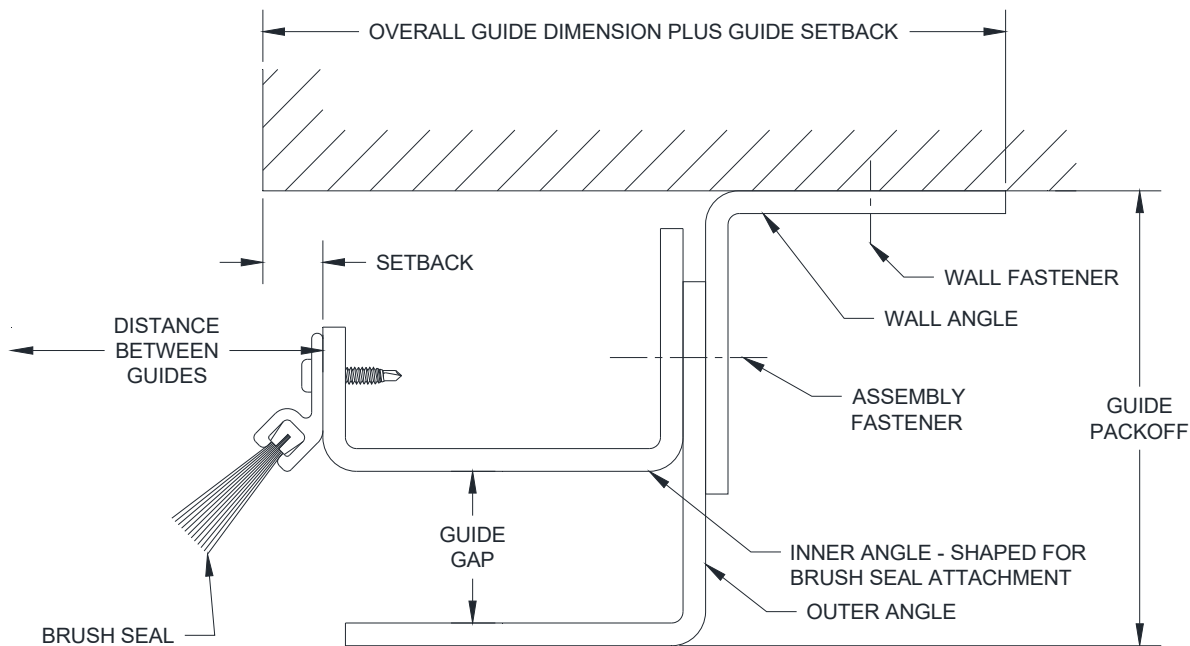 OVERALL GUIDE DIMENSION PLUS GUIDE SETBACK
SETBACK
WALL FASTENER
WALL ANGLE
DISTANCE
BETWEEN
GUIDES
ASSEMBLY
FASTENER
GUIDE
PACKOFF
GUIDE
GAP
INNER ANGLE - SHAPED FOR
BRUSH SEAL ATTACHMENT
OUTER ANGLE
BRUSH SEAL